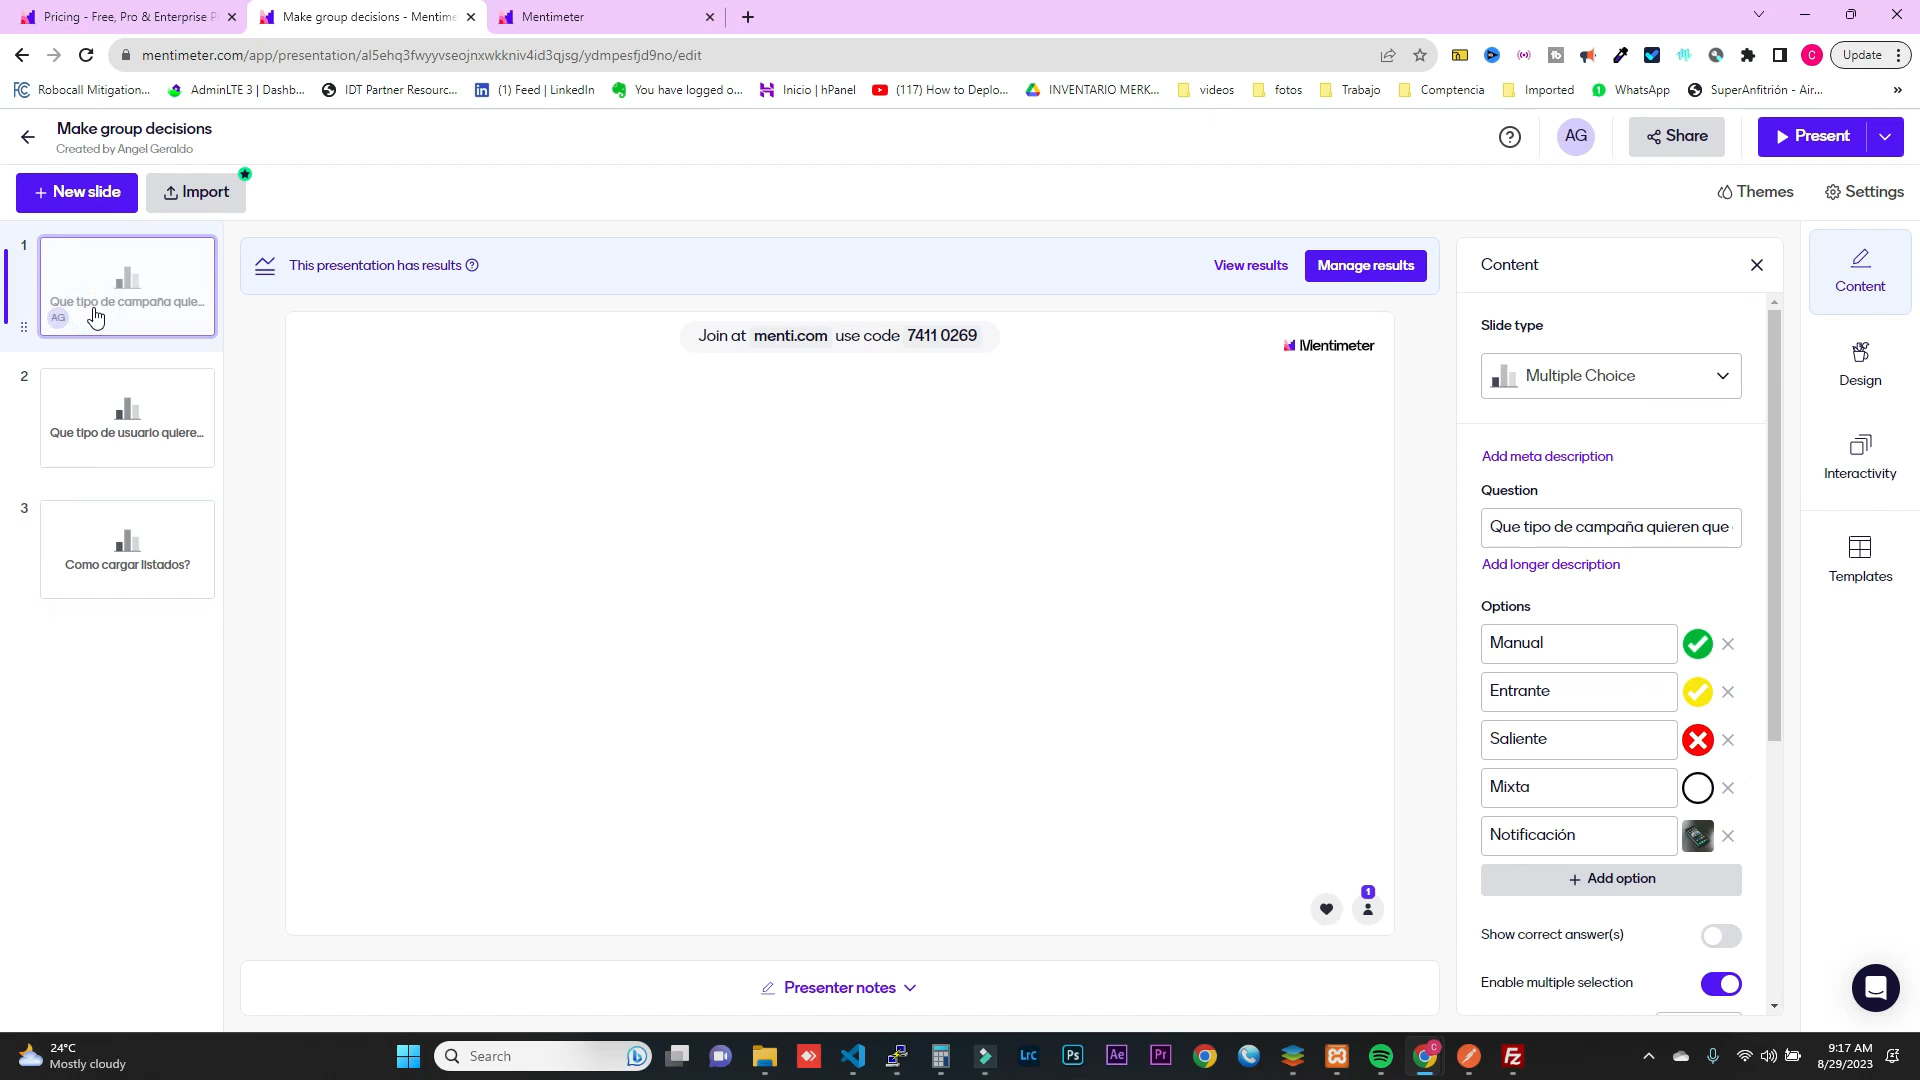 Pricing - Free, Pro & Enterprise P
Make group decisions - Mentime
Mentimeter
mentimeter.com/app/presentation/al5ehq3fwyyvseojnxwkkniv4id3qjsg/ydmpesfjd9no/edit
Update
Robocall Mitigation...
AdminLTE 3 | Dashb...
IDT Partner Resourc...
(1) Feed | LinkedIn
You have logged o...
Inicio | hPanel
(117) How to Deplo...
INVENTARIO MERK...
videos
fotos
Trabajo
Comptencia
Imported
WhatsApp
SuperAnfitrión - Air...
»
Make group decisions
Created by Angel Geraldo
AG
Share
Present
+ New slide
Import
Themes
Settings
1
Que tipo de campaña quie...
AG
2
Que tipo de usuario quiere...
3
Como cargar listados?
This presentation has results
View results
Manage results
Join at menti.com use code 7411 0269
Mentimeter
1
Presenter notes
Content
Slide type
Multiple Choice
Add meta description
Question
Que tipo de campaña quieren que
Add longer description
Options
Manual
Entrante
Saliente
Mixta
Notificación
+ Add option
Show correct answer(s)
Enable multiple selection
Content
Design
Interactivity
Templates
24°C
Mostly cloudy
Search
Lrc
Ps
Ae
Pr
C
Fz
9:17 AM
8/29/2023